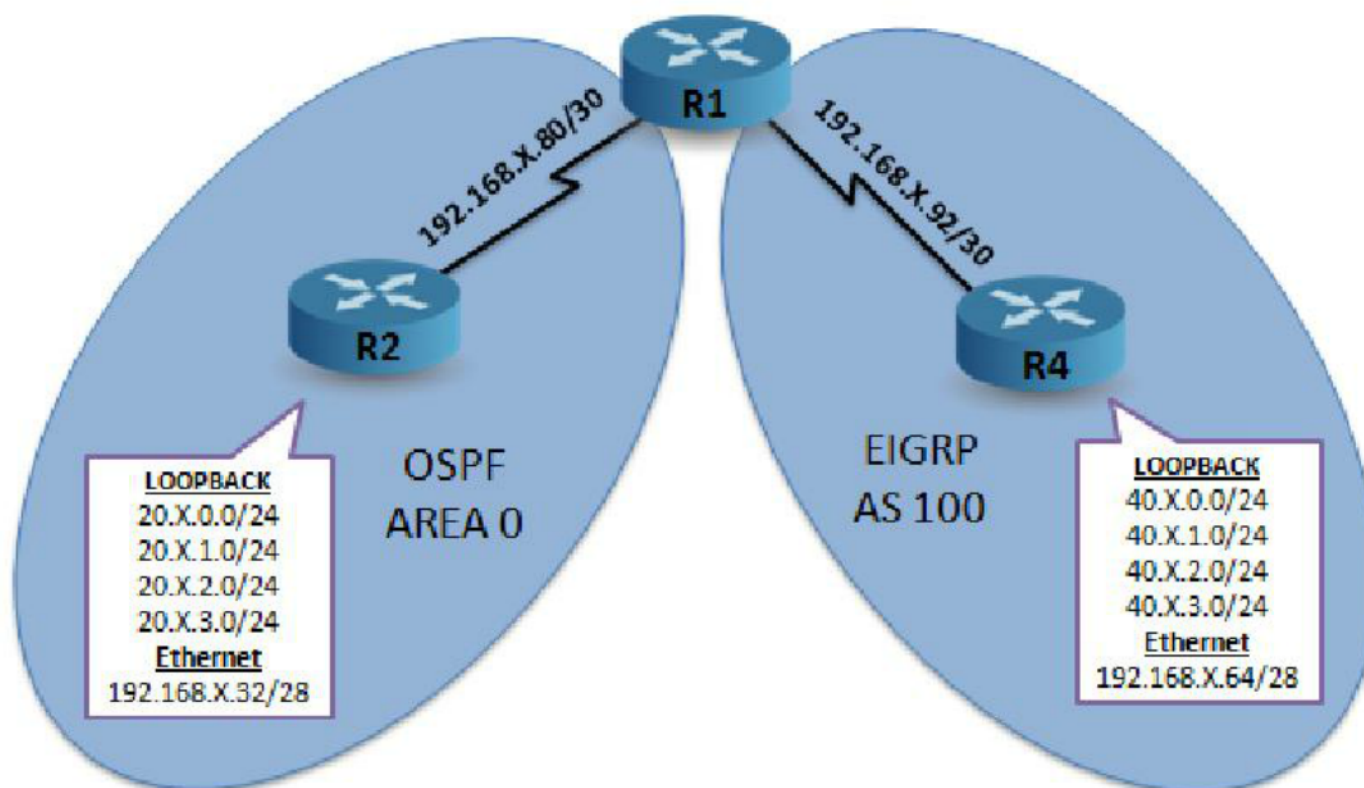 R1
192.168.X.80/30
192.168.X.92/30
R2
R4
OSPF
AREA 0
EIGRP
AS 100
LOOPBACK
20.X.0.0/24
20.X.1.0/24
20.X.2.0/24
20.X.3.0/24
Ethernet
192.168.X.32/28
LOOPBACK
40.X.0.0/24
40.X.1.0/24
40.X.2.0/24
40.X.3.0/24
Ethernet
192.168.X.64/28